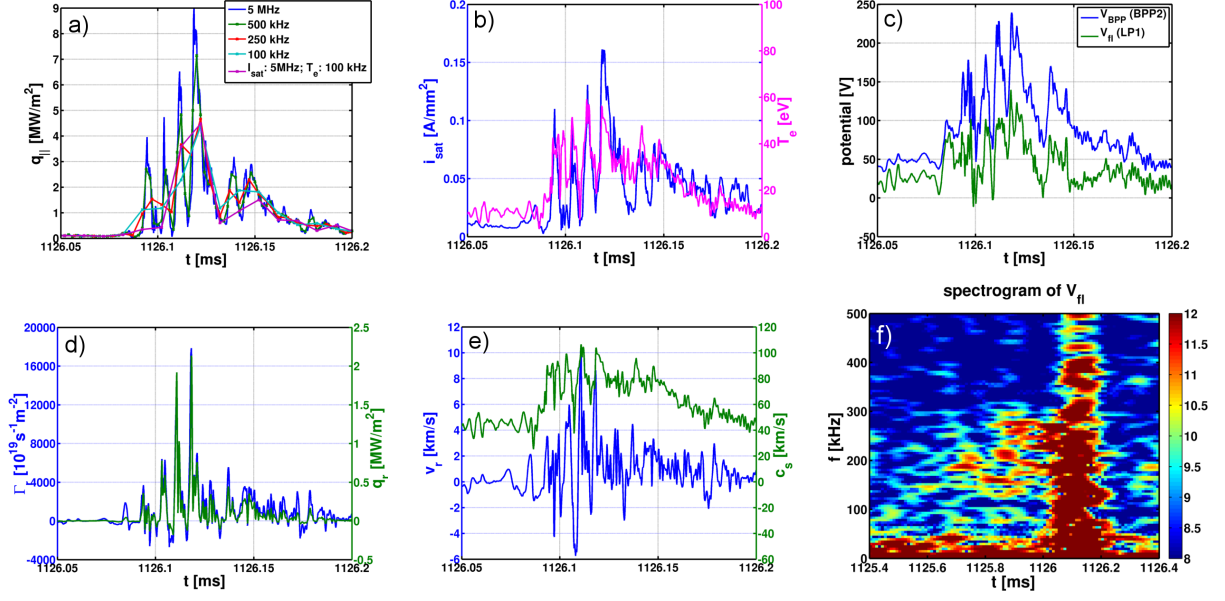 a)
5 MHz
500 kHz
250 kHz
100 kHz
I_sat: 5MHz; T_e: 100 kHz
q_|| [MW/m²]
9
8
7
6
5
4
3
2
1
0
1126.05 1126.1 1126.15 1126.2
t [ms]
b)
i_sat [A/mm²]
0.2
0.15
0.1
0.05
0
T_e [eV]
100
80
60
40
20
0
1126.05 1126.1 1126.15 1126.2
t [ms]
c)
V_BPP (BPP2)
V_fl (LP1)
potential [V]
250
200
150
100
50
0
-50
1126.05 1126.1 1126.15 1126.2
t [ms]
d)
Γ [10¹⁹s⁻¹m⁻²]
20000
16000
12000
8000
4000
0
-4000
q_r [MW/m²]
2.5
2
1.5
1
0.5
0
-0.5
1126.05 1126.1 1126.15 1126.2
t [ms]
e)
v_r [km/s]
12
10
8
6
4
2
0
-2
-4
-6
c_s [km/s]
120
100
80
60
40
20
0
-20
-40
-60
1126.05 1126.1 1126.15 1126.2
t [ms]
spectrogram of V_fl
f)
f [kHz]
500
400
300
200
100
0
1125.4 1125.6 1125.8 1126 1126.2 1126.4
t [ms]
12
11.5
11
10.5
10
9.5
9
8.5
8